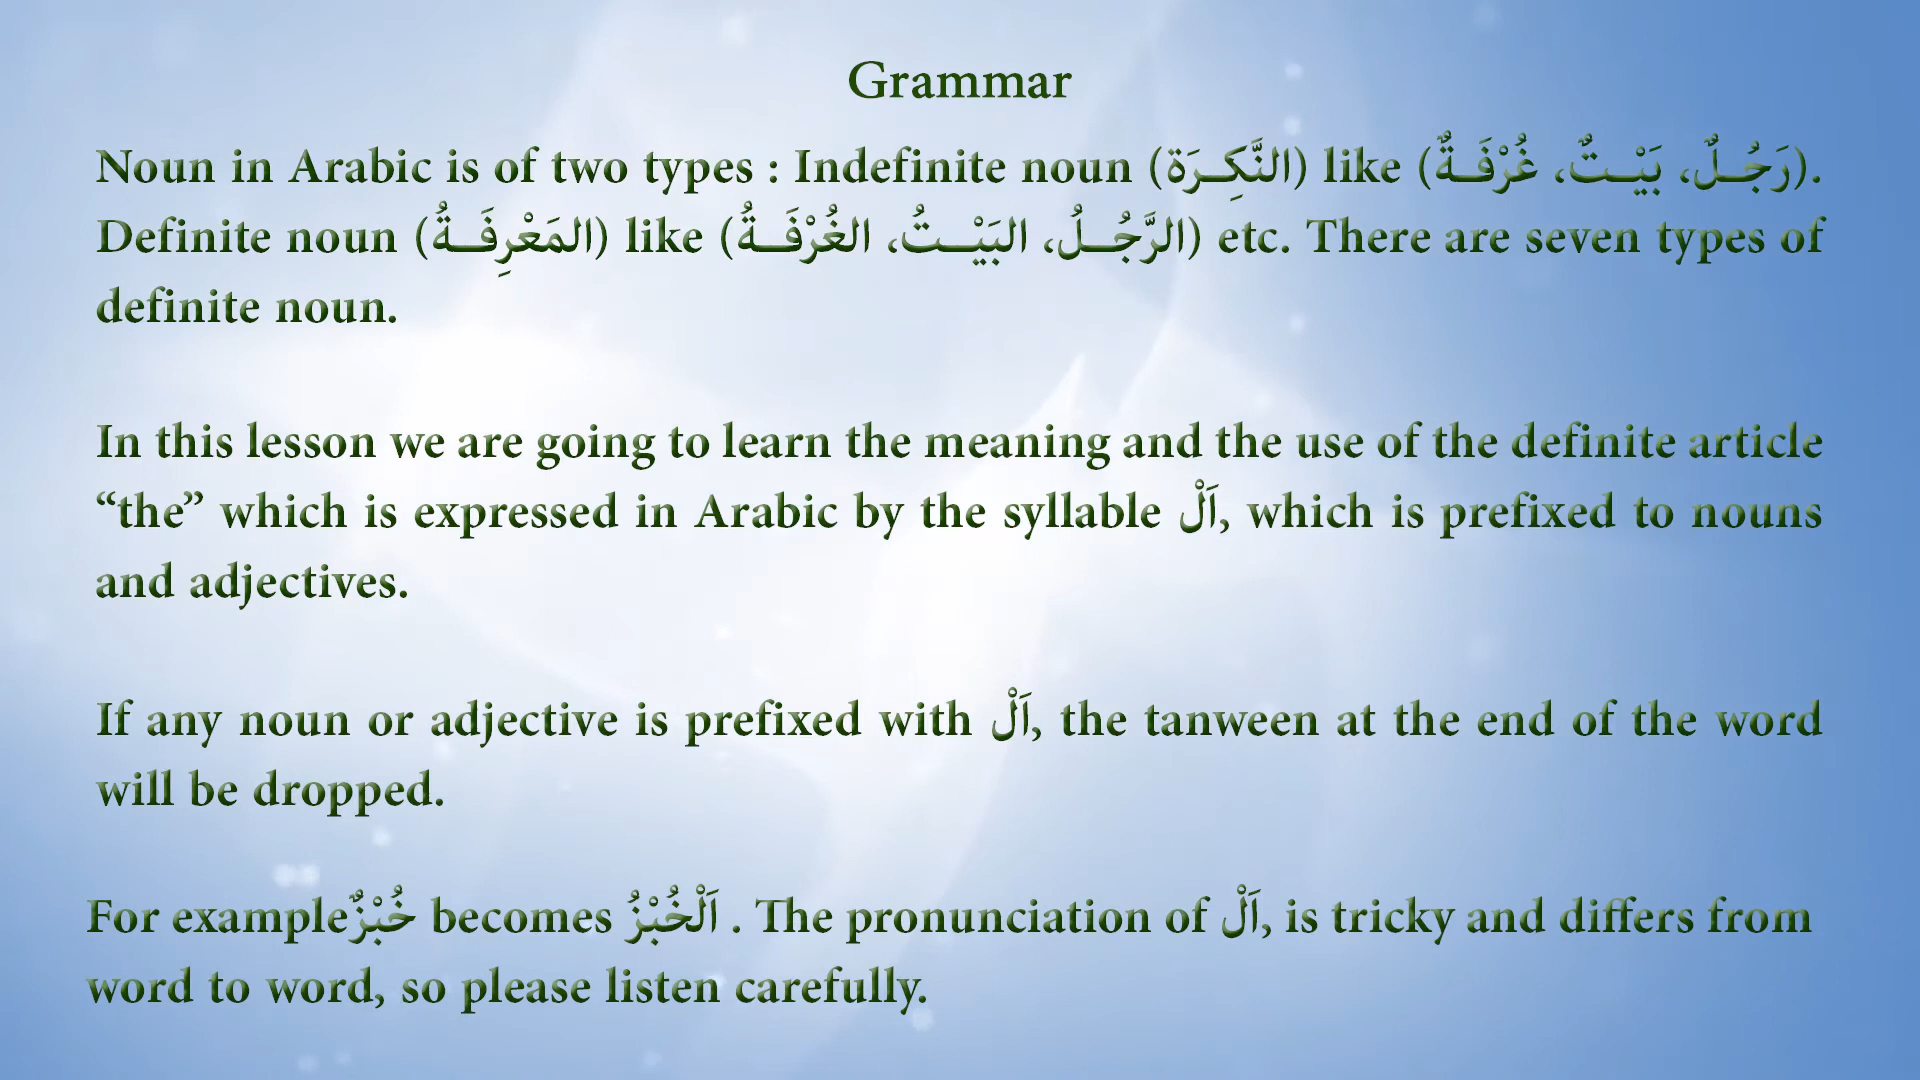 Grammar
Noun in Arabic is of two types : Indefinite noun (النَّكِـرَة) like (رَجُـلٌ، بَيْـتٌ، غُرْفَـةٌ).
Definite noun (المَعْرِفَـةُ) like (الرَّجُـلُ، البَيْـتُ، الغُرْفَـةُ) etc. There are seven types of
definite noun.
In this lesson we are going to learn the meaning and the use of the definite article
“the” which is expressed in Arabic by the syllable اَلْ, which is prefixed to nouns
and adjectives.
If any noun or adjective is prefixed with اَلْ, the tanween at the end of the word
will be dropped.
For example خُبْزٌ becomes اَلْخُبْزُ . The pronunciation of اَلْ, is tricky and differs from
word to word, so please listen carefully.